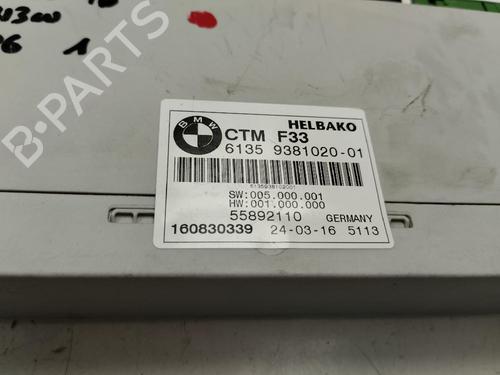 HELBAKO
BMW
CTM F33
6135 9381020-01
6135938102001
SW:005.000.001
HW:001.000.000
55892110 GERMANY
160830339 24-03-16 5113
B-PARTS